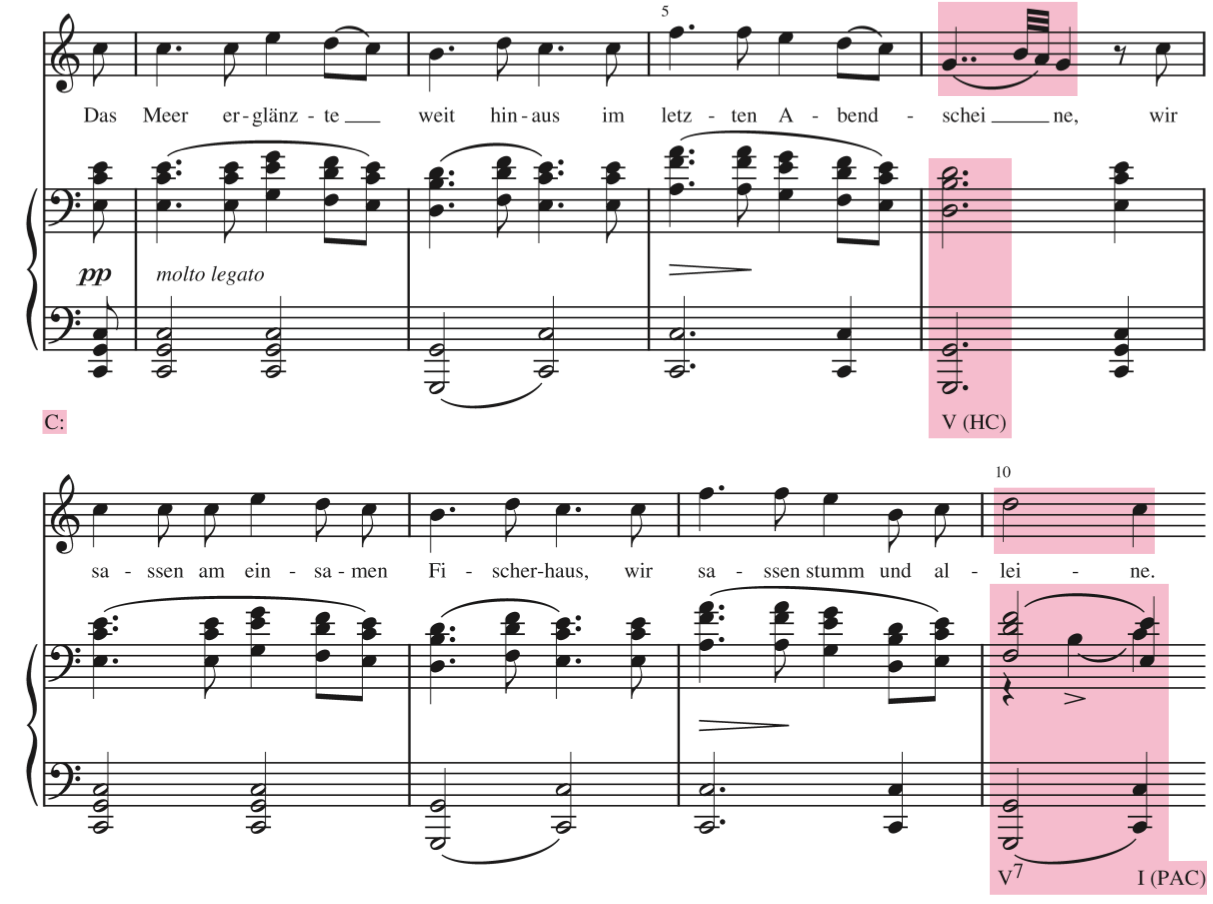 5
Das Meer er - glänz - te ___ weit hin - aus im letz - ten A - bend - schei ___ ne, wir
pp molto legato
C: V (HC)
10
sa - ssen am ein - sa - men Fi - scher - haus, wir sa - ssen stumm und al - lei - ne.
V7 I (PAC)